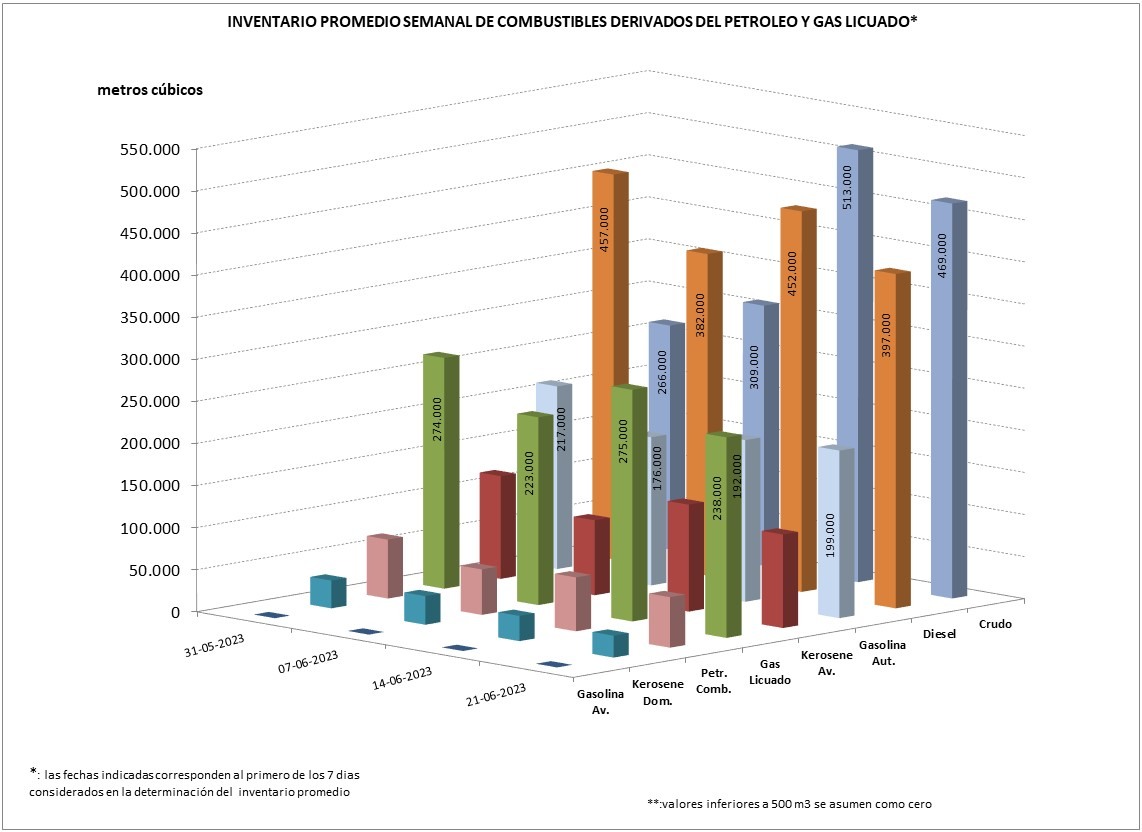 INVENTARIO PROMEDIO SEMANAL DE COMBUSTIBLES DERIVADOS DEL PETROLEO Y GAS LICUADO*
metros cúbicos
550.000
500.000
450.000
400.000
350.000
300.000
250.000
200.000
150.000
100.000
50.000
0
457.000
382.000
452.000
397.000
513.000
469.000
266.000
309.000
274.000
223.000
275.000
238.000
217.000
176.000
192.000
199.000
31-05-2023
07-06-2023
14-06-2023
21-06-2023
Gasolina
Av.
Kerosene
Dom.
Petr.
Comb.
Gas
Licuado
Kerosene
Av.
Gasolina
Aut.
Diesel
Crudo
*: las fechas indicadas corresponden al primero de los 7 dias
considerados en la determinación del inventario promedio
**:valores inferiores a 500 m3 se asumen como cero